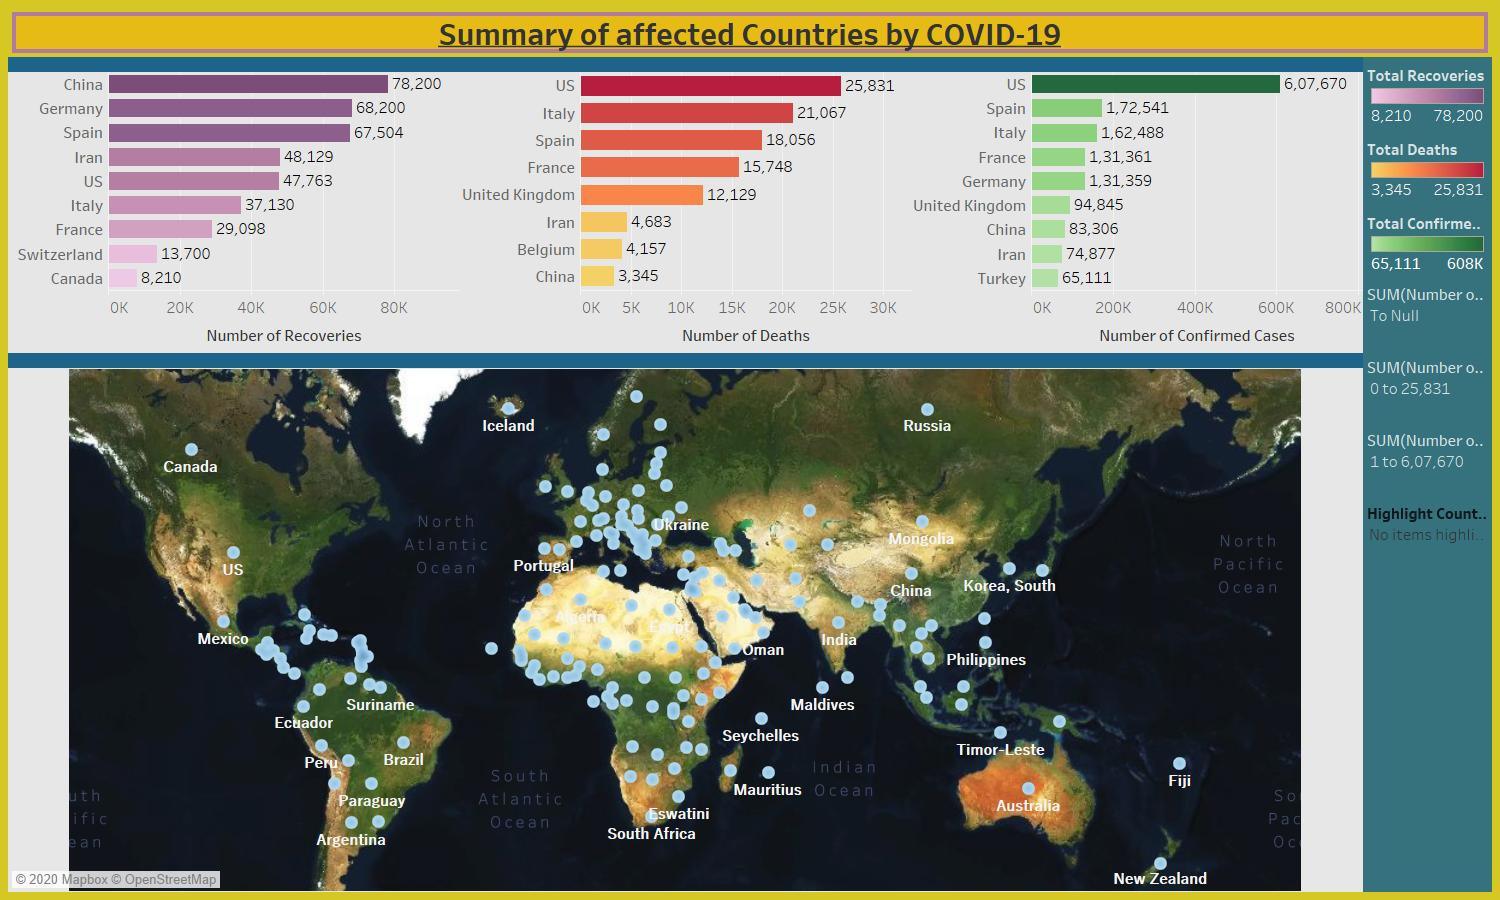 Summary of affected Countries by COVID-19
China 78,200
Germany 68,200
Spain 67,504
Iran 48,129
US 47,763
Italy 37,130
France 29,098
Switzerland 13,700
Canada 8,210
0K 20K 40K 60K 80K
Number of Recoveries
US 25,831
Italy 21,067
Spain 18,056
France 15,748
United Kingdom 12,129
Iran 4,683
Belgium 4,157
China 3,345
0K 5K 10K 15K 20K 25K 30K
Number of Deaths
US 6,07,670
Spain 1,72,541
Italy 1,62,488
France 1,31,361
Germany 1,31,359
United Kingdom 94,845
China 83,306
Iran 74,877
Turkey 65,111
0K 200K 400K 600K 800K
Number of Confirmed Cases
Total Recoveries
8,210 78,200
Total Deaths
3,345 25,831
Total Confirme..
65,111 608K
SUM(Number o..
To Null
SUM(Number o..
0 to 25,831
SUM(Number o..
1 to 6,07,670
Highlight Count..
No items highli..
Iceland
Russia
Canada
North
Atlantic
Ocean
Ukraine
Mongolia
North
Pacific
Ocean
US
Portugal
China
Korea, South
Algeria
Egypt
Mexico
India
Oman
Philippines
Suriname
Maldives
Ecuador
Seychelles
Timor-Leste
Peru
Brazil
Indian
Ocean
South
Atlantic
Ocean
Mauritius
Fiji
Paraguay
Australia
uth
ific
ean
So
Pac
Oc
Eswatini
South Africa
Argentina
New Zealand
© 2020 Mapbox © OpenStreetMap